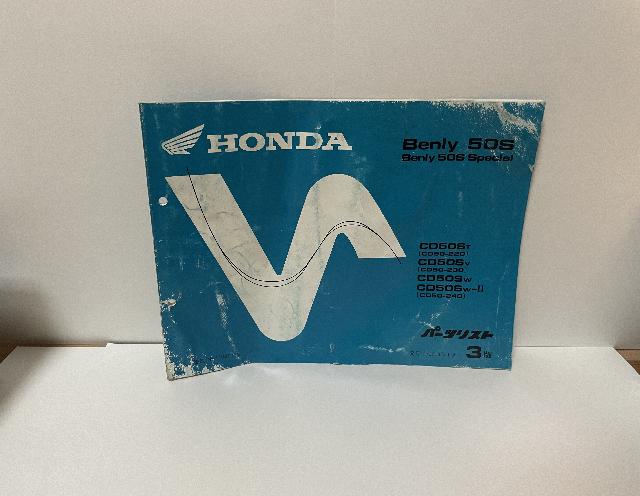 HONDA
Benly 50S
Benly 50S Special
CD50ST
(CD50-220)
CD50SV
(CD50-230)
CD50SW
CD50SW-II
(CD50-240)
パーツリスト
3版